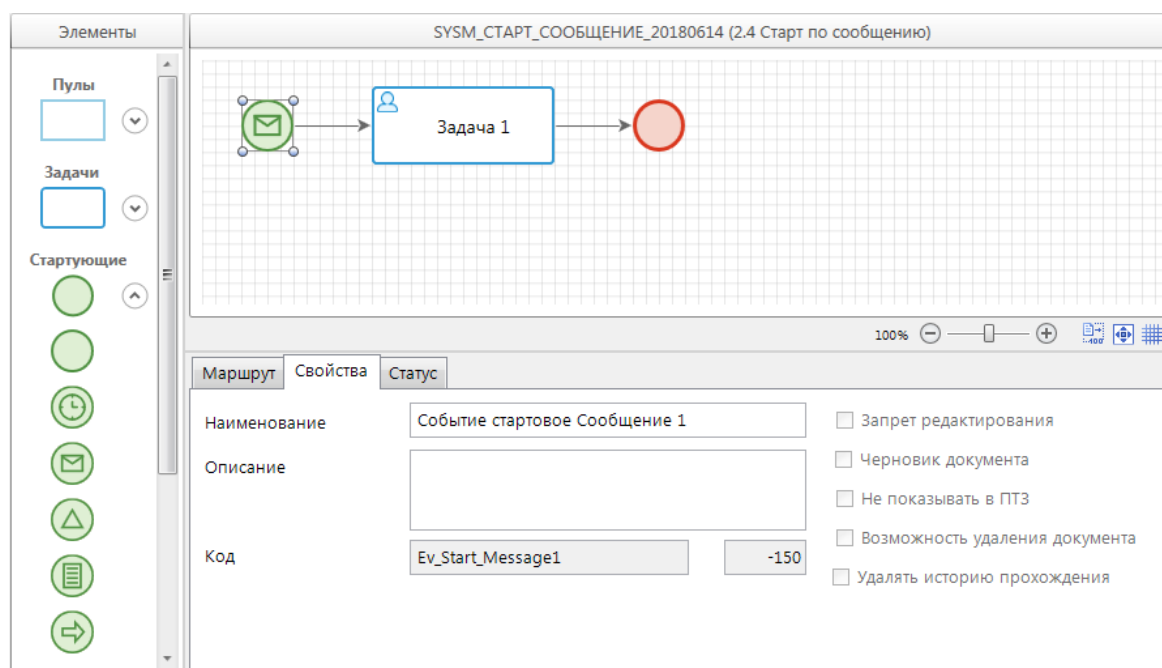 Элементы
SYSM_СТАРТ_СООБЩЕНИЕ_20180614 (2.4 Старт по сообщению)
Пулы
Задачи
Стартующие
Задача 1
100%
Маршрут Свойства Статус
Наименование Событие стартовое Сообщение 1 Запрет редактирования
Описание Черновик документа
Не показывать в ПТЗ
Возможность удаления документа
Код Ev_Start_Message1 -150
Удалять историю прохождения